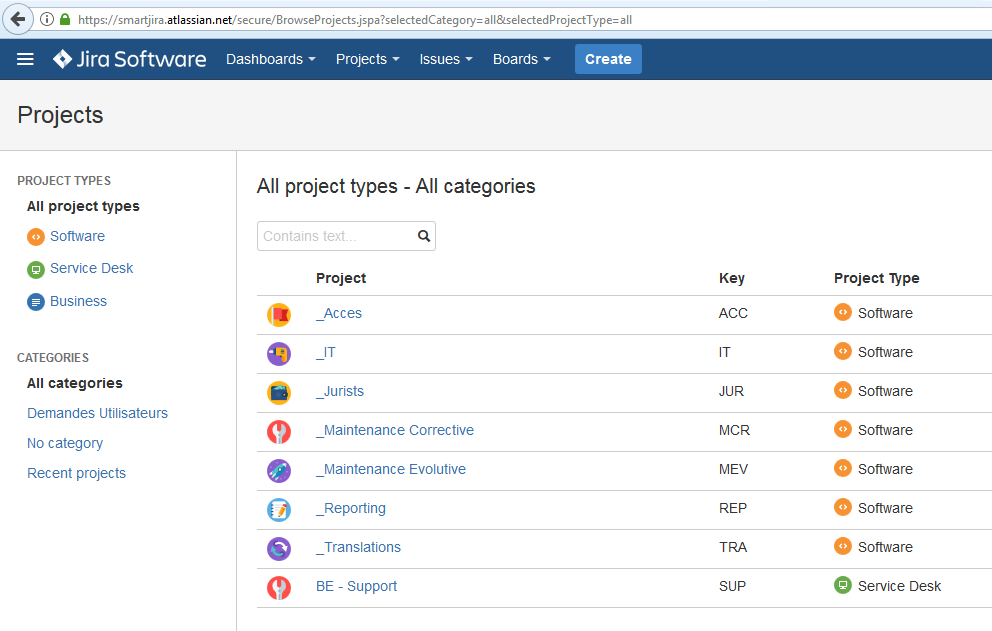 https://smartjira.atlassian.net/secure/BrowseProjects.jspa?selectedCategory=all&selectedProjectType=all
Jira Software Dashboards Projects Issues Boards Create
Projects
PROJECT TYPES
All project types
Software
Service Desk
Business
CATEGORIES
All categories
Demandes Utilisateurs
No category
Recent projects
All project types - All categories
Contains text...
Project Key Project Type
_Acces ACC Software
_IT IT Software
_Jurists JUR Software
_Maintenance Corrective MCR Software
_Maintenance Evolutive MEV Software
_Reporting REP Software
_Translations TRA Software
BE - Support SUP Service Desk